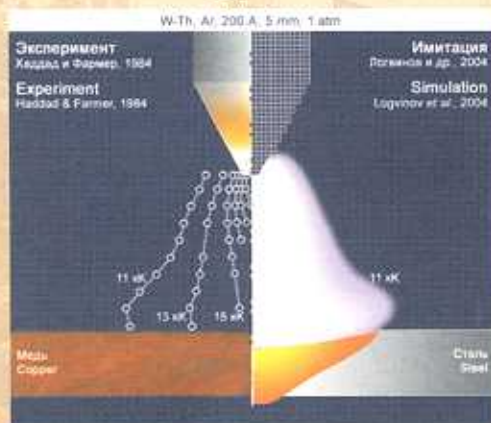 W-Th, Ar, 200 A, 5 mm, 1 atm
Эксперимент
Хаддад и Фармер, 1984
Experiment
Haddad & Farmer, 1984
Имитация
Логвинов и др., 2004
Simulation
Logvinov et al., 2004
11 кК
13 кК
15 кК
11 кК
Медь
Copper
Сталь
Steel